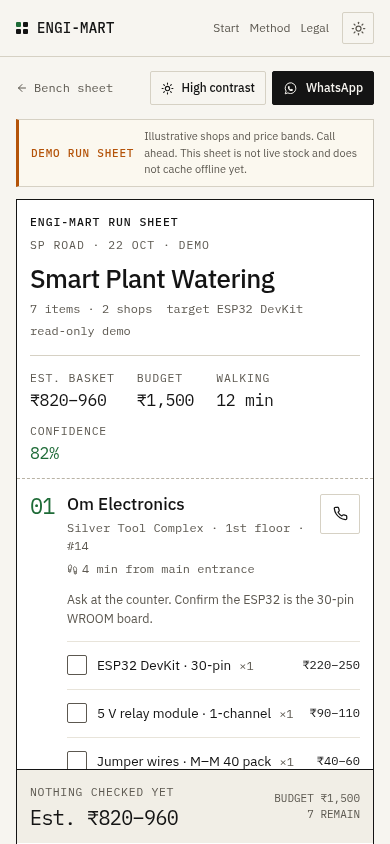 ENGI-MART
Start Method Legal
← Bench sheet High contrast WhatsApp
DEMO RUN SHEET
Illustrative shops and price bands. Call
ahead. This sheet is not live stock and does
not cache offline yet.
ENGI-MART RUN SHEET
SP ROAD · 22 OCT · DEMO
Smart Plant Watering
7 items · 2 shops target ESP32 DevKit
read-only demo
EST. BASKET BUDGET WALKING
₹820–960 ₹1,500 12 min
CONFIDENCE
82%
01 Om Electronics
Silver Tool Complex · 1st floor ·
#14
4 min from main entrance
Ask at the counter. Confirm the ESP32 is the 30-pin
WROOM board.
ESP32 DevKit · 30-pin ×1 ₹220–250
5 V relay module · 1-channel ×1 ₹90–110
Jumper wires · M–M 40 pack ×1 ₹40–60
NOTHING CHECKED YET
Est. ₹820–960
BUDGET ₹1,500
7 REMAIN